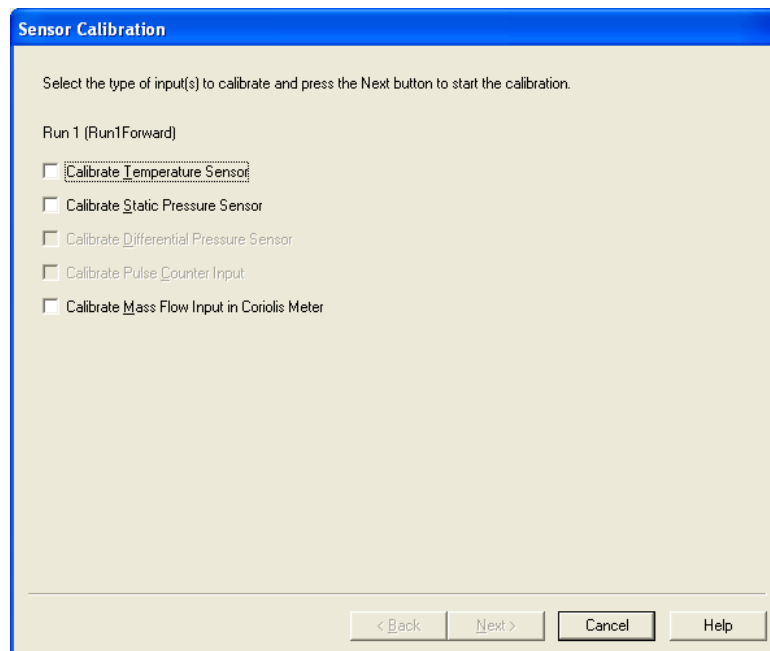 Sensor Calibration
Select the type of input(s) to calibrate and press the Next button to start the calibration.
Run 1 (Run1Forward)
Calibrate Temperature Sensor
Calibrate Static Pressure Sensor
Calibrate Differential Pressure Sensor
Calibrate Pulse Counter Input
Calibrate Mass Flow Input in Coriolis Meter
< Back Next > Cancel Help